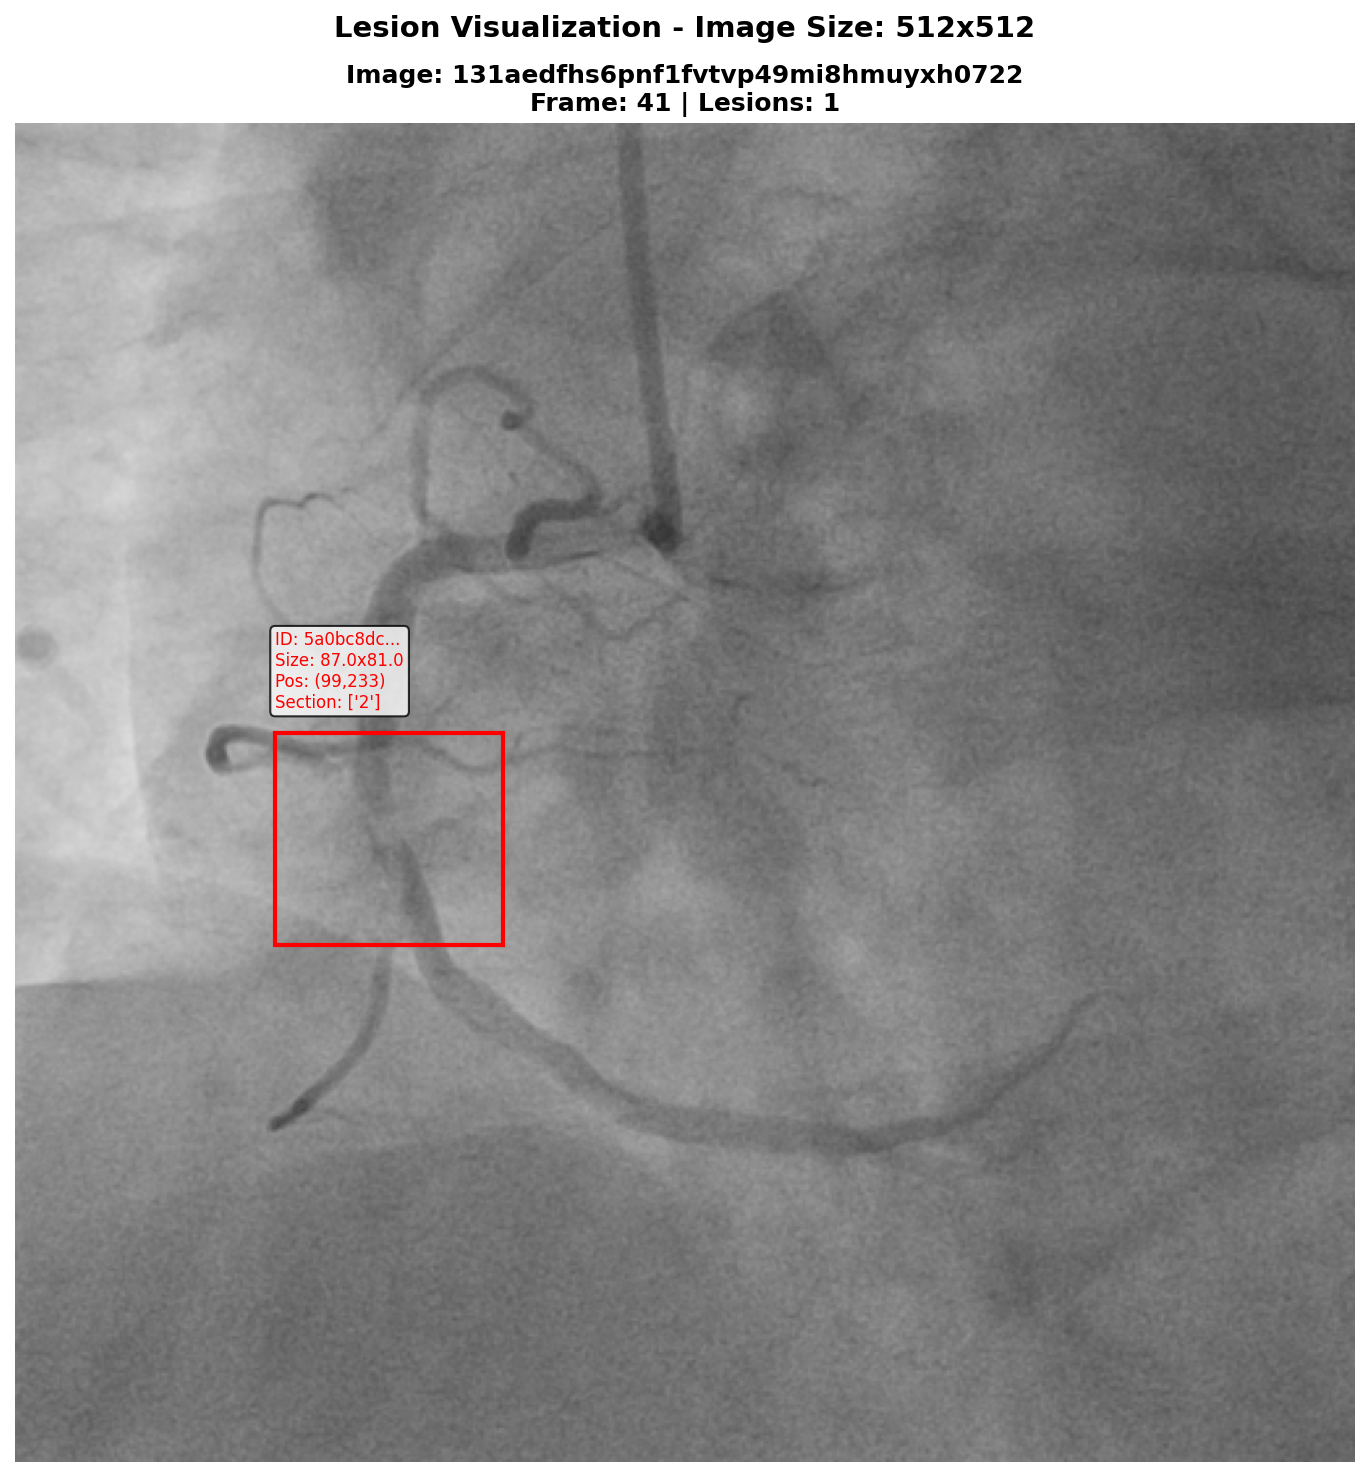 Lesion Visualization - Image Size: 512x512
Image: 131aedfhs6pnf1fvtvp49mi8hmuyxh0722
Frame: 41 | Lesions: 1
ID: 5a0bc8dc...
Size: 87.0x81.0
Pos: (99,233)
Section: ['2']